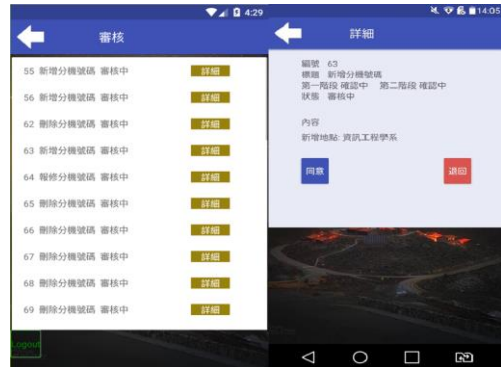 4:29
審核
55 新增分機號碼 審核中 詳細
56 新增分機號碼 審核中 詳細
62 刪除分機號碼 審核中 詳細
63 新增分機號碼 審核中 詳細
64 報修分機號碼 審核中 詳細
65 刪除分機號碼 審核中 詳細
66 刪除分機號碼 審核中 詳細
67 刪除分機號碼 審核中 詳細
68 刪除分機號碼 審核中 詳細
69 刪除分機號碼 審核中 詳細
Logout
14:05
詳細
編號 63
標題 新增分機號碼
第一階段 確認中 第二階段 確認中
狀態 審核中
內容
新增地點: 資訊工程學系
同意 退回